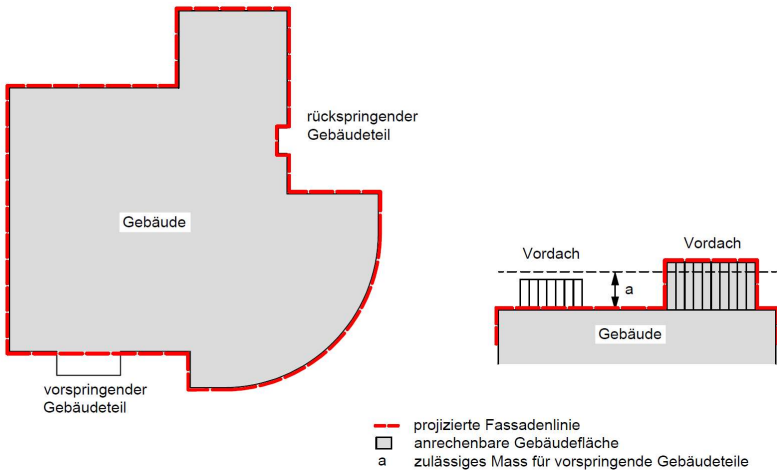 rückspringender
Gebäudeteil
Gebäude
Vordach
Vordach
a
Gebäude
vorspringender
Gebäudeteil
projizierte Fassadenlinie
anrechenbare Gebäudefläche
a zulässiges Mass für vorspringende Gebäudeteile